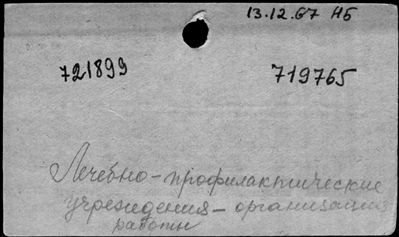 13.12.67 НБ
721899 719765
Лечебно-профилактические
учреждения - организация
работы